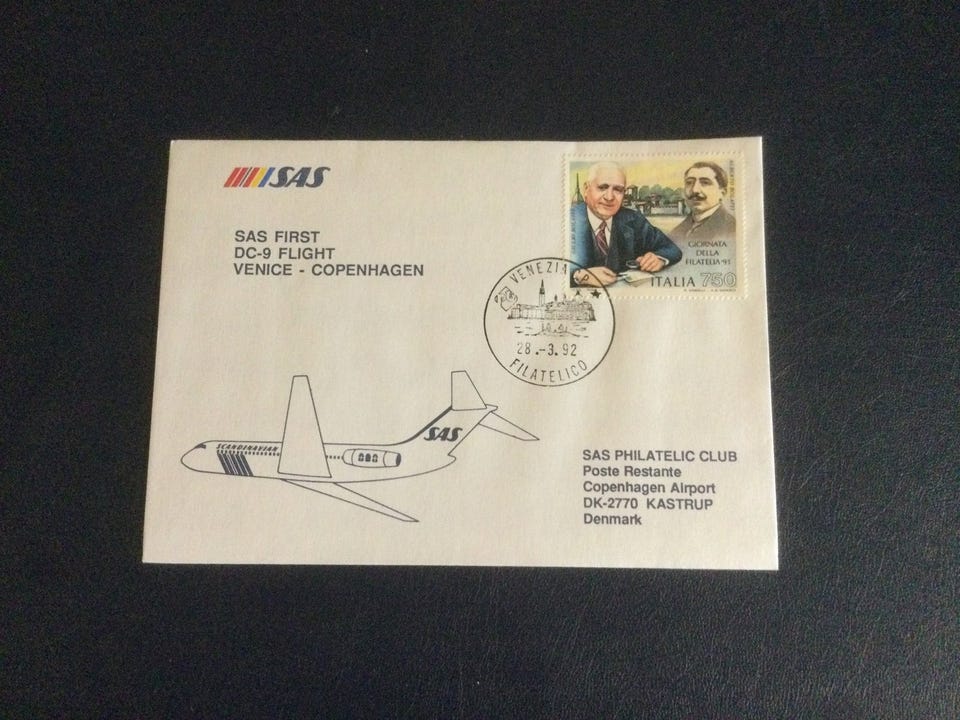 SAS
SAS FIRST
DC-9 FLIGHT
VENICE - COPENHAGEN
GIORNATA
DELLA
FILATELIA '91
ITALIA 750
VENEZIA
28.-3.92
FILATELICO
SCANDINAVIAN
SAS
SAS PHILATELIC CLUB
Poste Restante
Copenhagen Airport
DK-2770 KASTRUP
Denmark